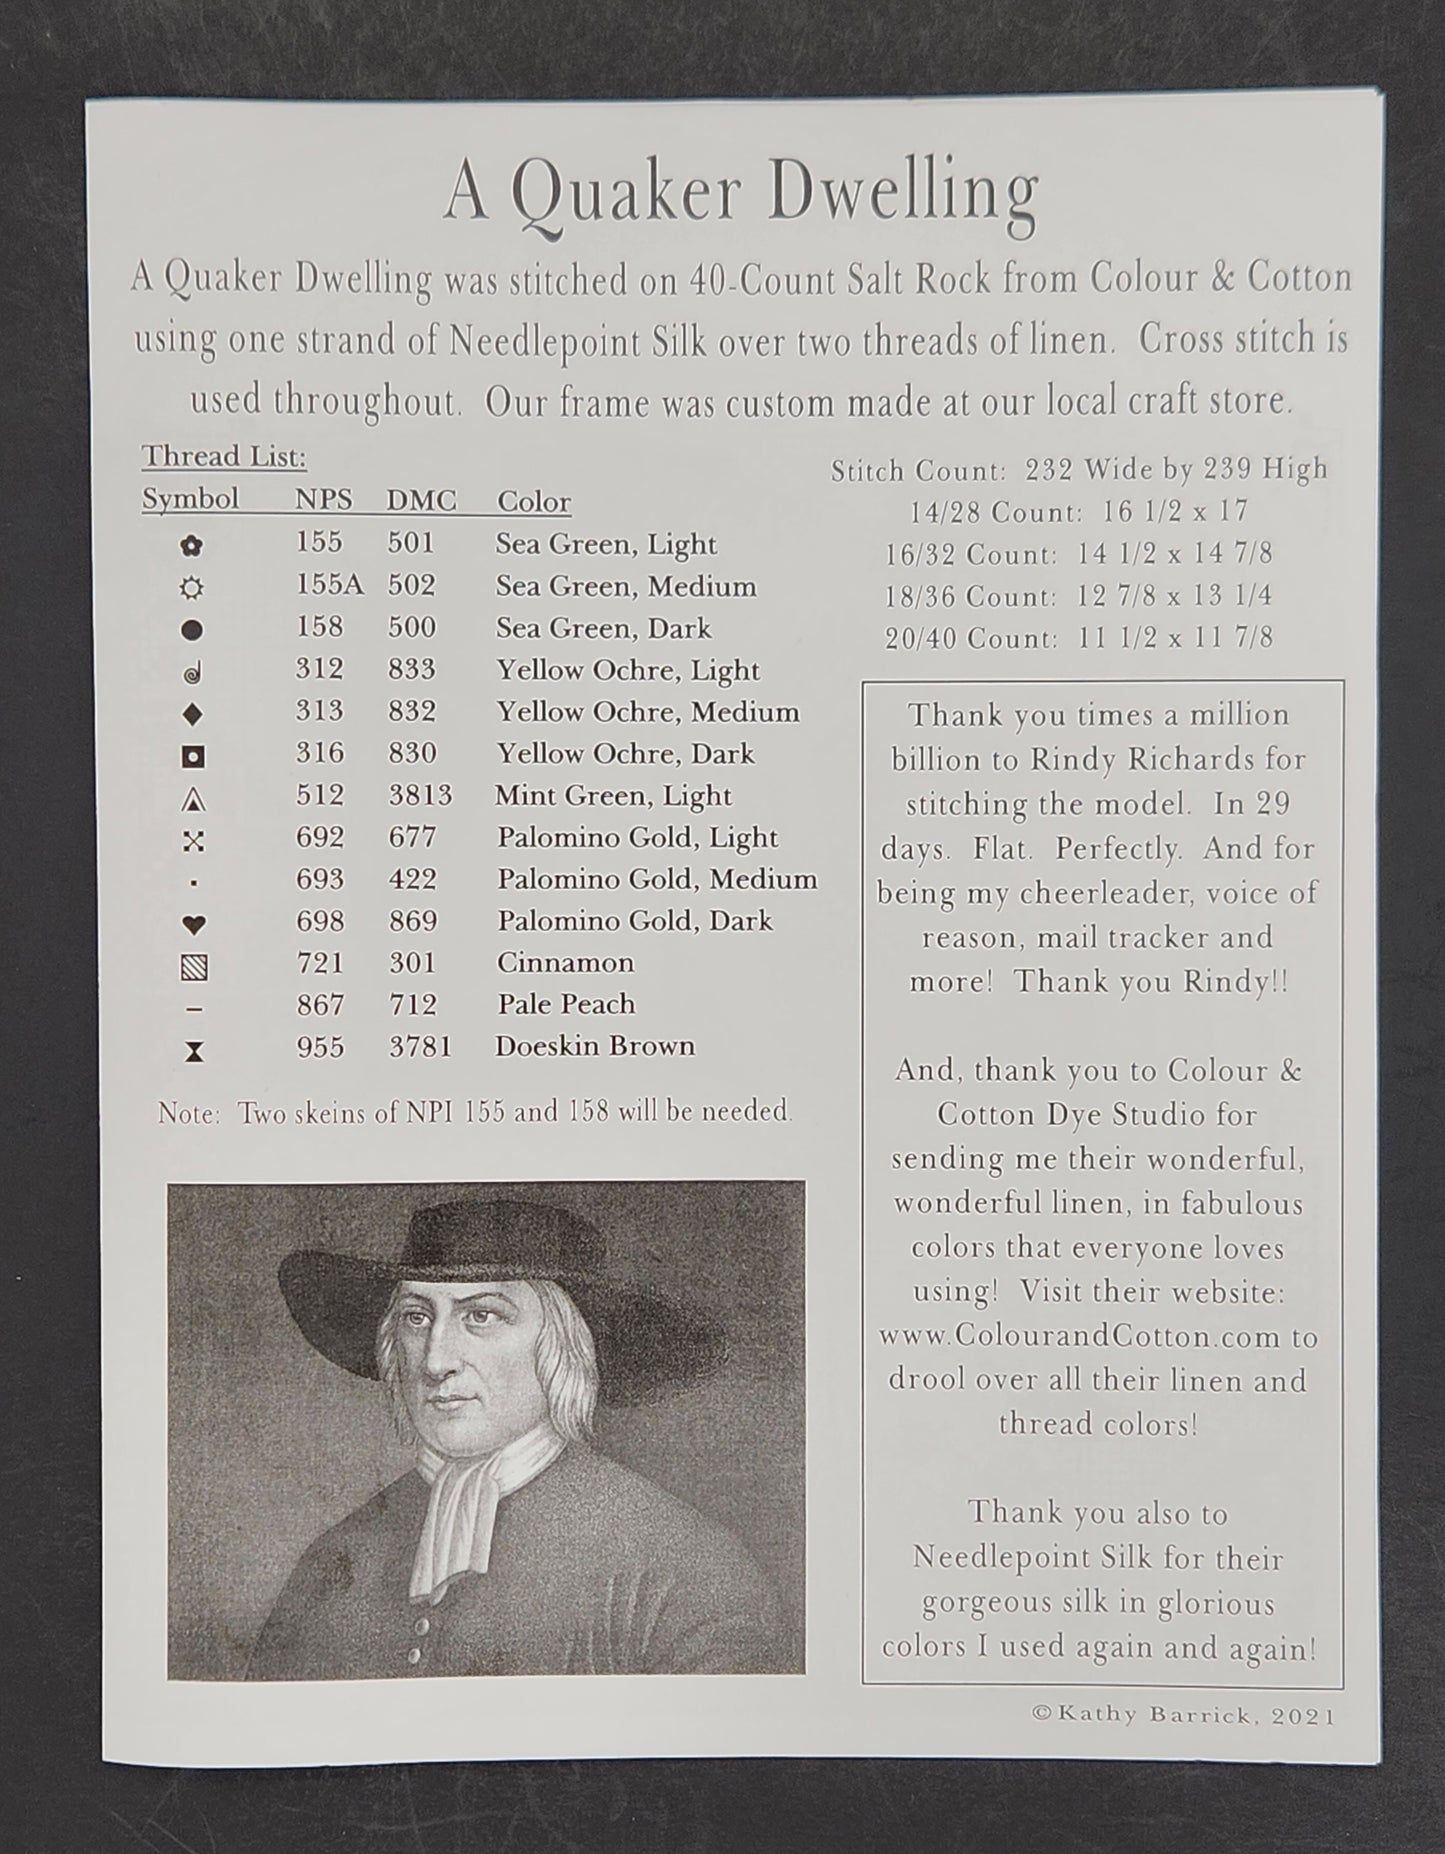 A Quaker Dwelling
A Quaker Dwelling was stitched on 40-Count Salt Rock from Colour & Cotton
using one strand of Needlepoint Silk over two threads of linen. Cross stitch is
used throughout. Our frame was custom made at our local craft store.
Thread List:
Symbol NPS DMC Color
155 501 Sea Green, Light
155A 502 Sea Green, Medium
158 500 Sea Green, Dark
312 833 Yellow Ochre, Light
313 832 Yellow Ochre, Medium
316 830 Yellow Ochre, Dark
512 3813 Mint Green, Light
692 677 Palomino Gold, Light
693 422 Palomino Gold, Medium
698 869 Palomino Gold, Dark
721 301 Cinnamon
867 712 Pale Peach
955 3781 Doeskin Brown
Note: Two skeins of NPI 155 and 158 will be needed.
Stitch Count: 232 Wide by 239 High
14/28 Count: 16 1/2 x 17
16/32 Count: 14 1/2 x 14 7/8
18/36 Count: 12 7/8 x 13 1/4
20/40 Count: 11 1/2 x 11 7/8
Thank you times a million
billion to Rindy Richards for
stitching the model. In 29
days. Flat. Perfectly. And for
being my cheerleader, voice of
reason, mail tracker and
more! Thank you Rindy!!
And, thank you to Colour &
Cotton Dye Studio for
sending me their wonderful,
wonderful linen, in fabulous
colors that everyone loves
using! Visit their website:
www.ColourandCotton.com to
drool over all their linen and
thread colors!
Thank you also to
Needlepoint Silk for their
gorgeous silk in glorious
colors I used again and again!
©Kathy Barrick, 2021